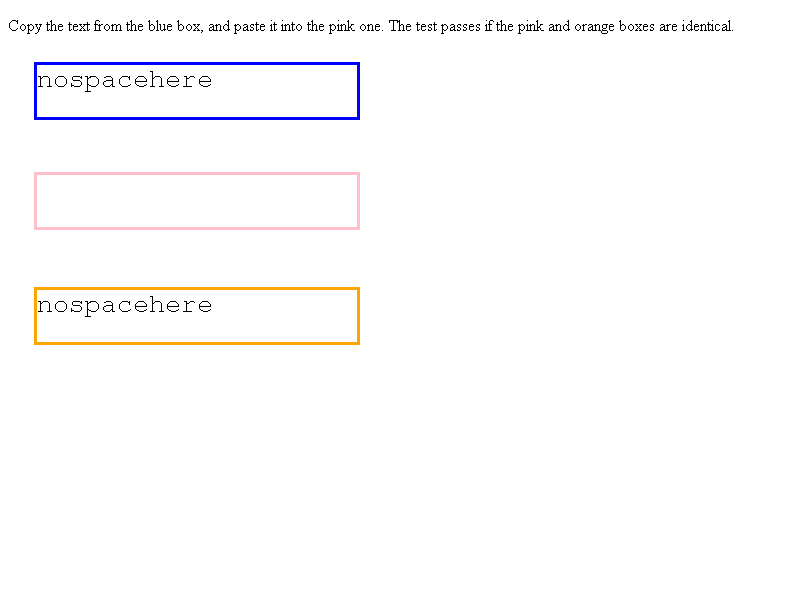 Copy the text from the blue box, and paste it into the pink one. The test passes if the pink and orange boxes are identical.
nospacehere
nospacehere